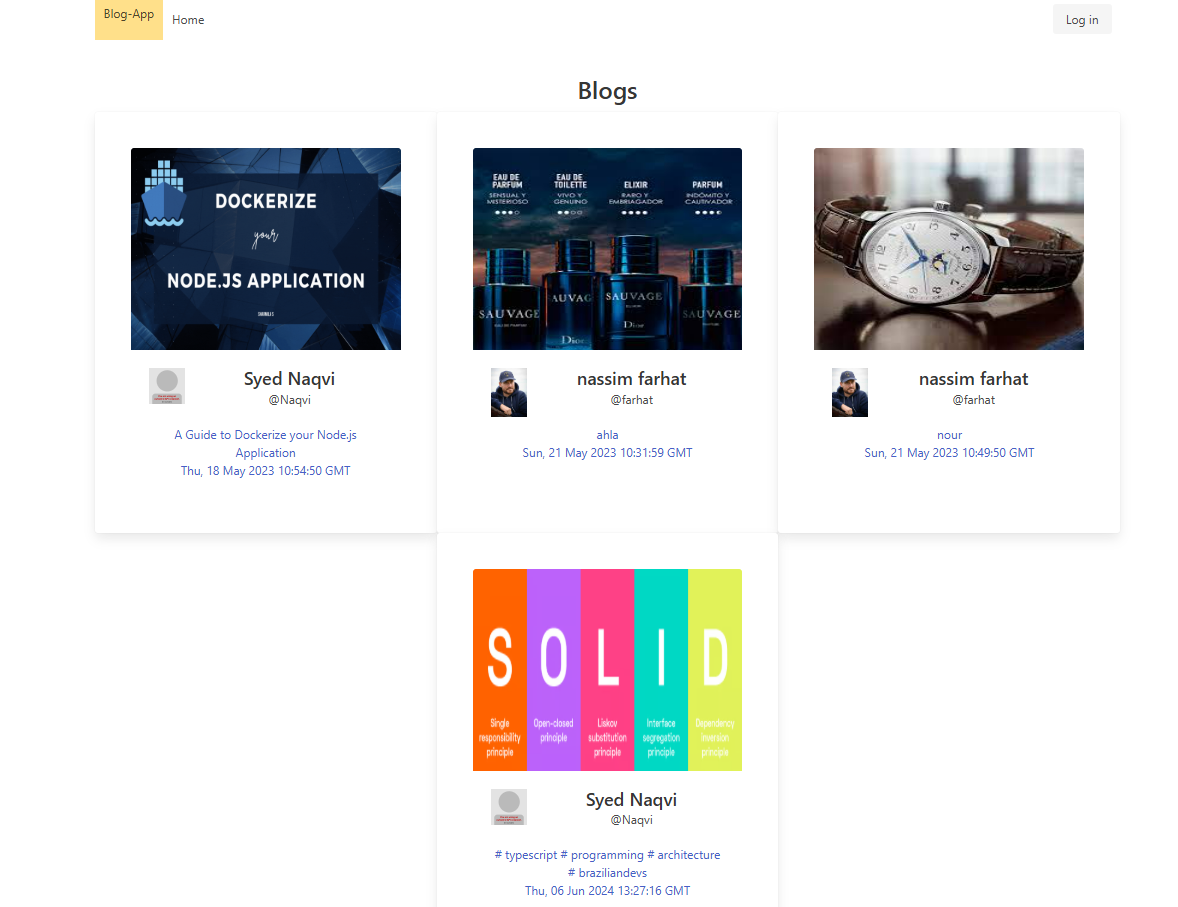 Blog-App
Home
Log in
Blogs
DOCKERIZE
your
NODE.JS APPLICATION
EAU DE
PARFUM
SENSUAL Y
MISTERIOSO
EAU DE
TOILETTE
VIVO Y
GENUINO
ELIXIR
RARO Y
EMBRIAGADOR
PARFUM
INDÓMITO Y
CAUTIVADOR
SAUVAGE
AUVAG
SAUVAGE
Dior
SAUVAGE
Dior
Syed Naqvi
@Naqvi
nassim farhat
@farhat
nassim farhat
@farhat
A Guide to Dockerize your Node.js
Application
Thu, 18 May 2023 10:54:50 GMT
ahla
Sun, 21 May 2023 10:31:59 GMT
nour
Sun, 21 May 2023 10:49:50 GMT
S O L I D
Single
responsibility
principle
Open-closed
principle
Liskov
substitution
principle
Interface
segregation
principle
Dependency
Inversion
principle
Syed Naqvi
@Naqvi
# typescript # programming # architecture
# braziliandevs
Thu, 06 Jun 2024 13:27:16 GMT